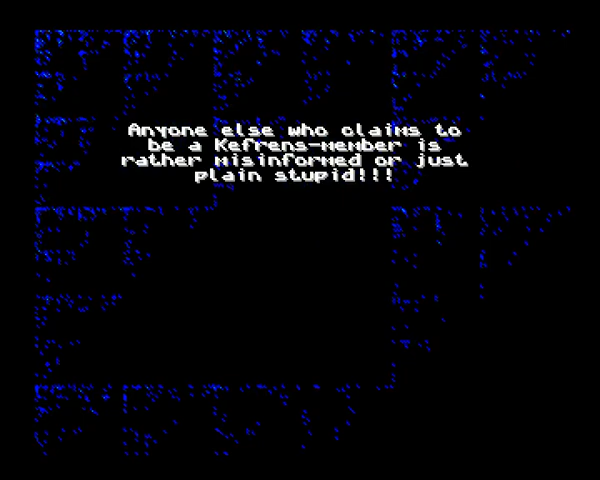 Anyone else who claims to
be a Kefrens-member is
rather misinformed or just
plain stupid!!!